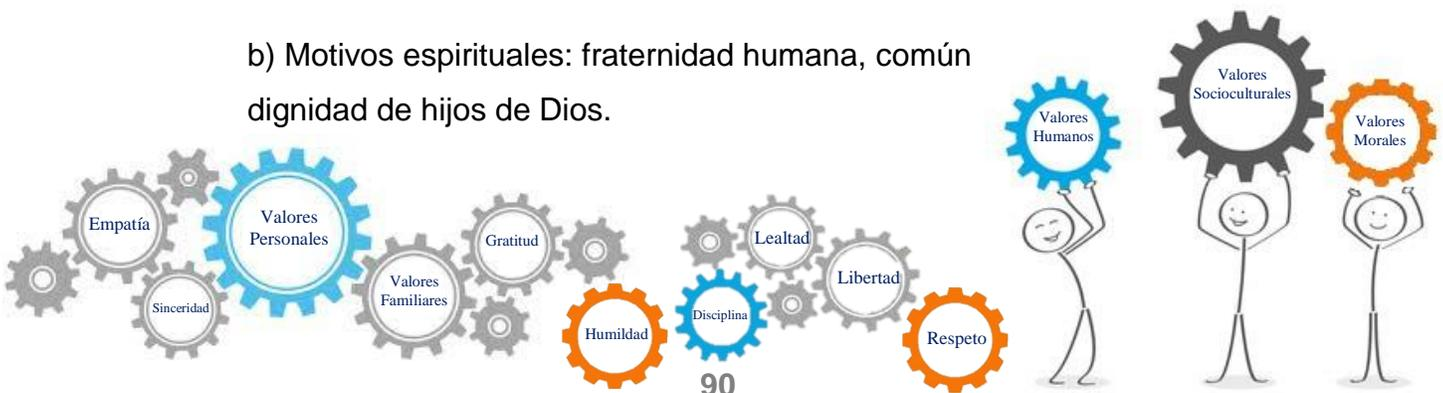 b) Motivos espirituales: fraternidad humana, común
dignidad de hijos de Dios.
Empatía
Sinceridad
Valores
Personales
Valores
Familiares
Gratitud
Humildad
Disciplina
Lealtad
Libertad
Respeto
Valores
Humanos
Valores
Socioculturales
Valores
Morales
90